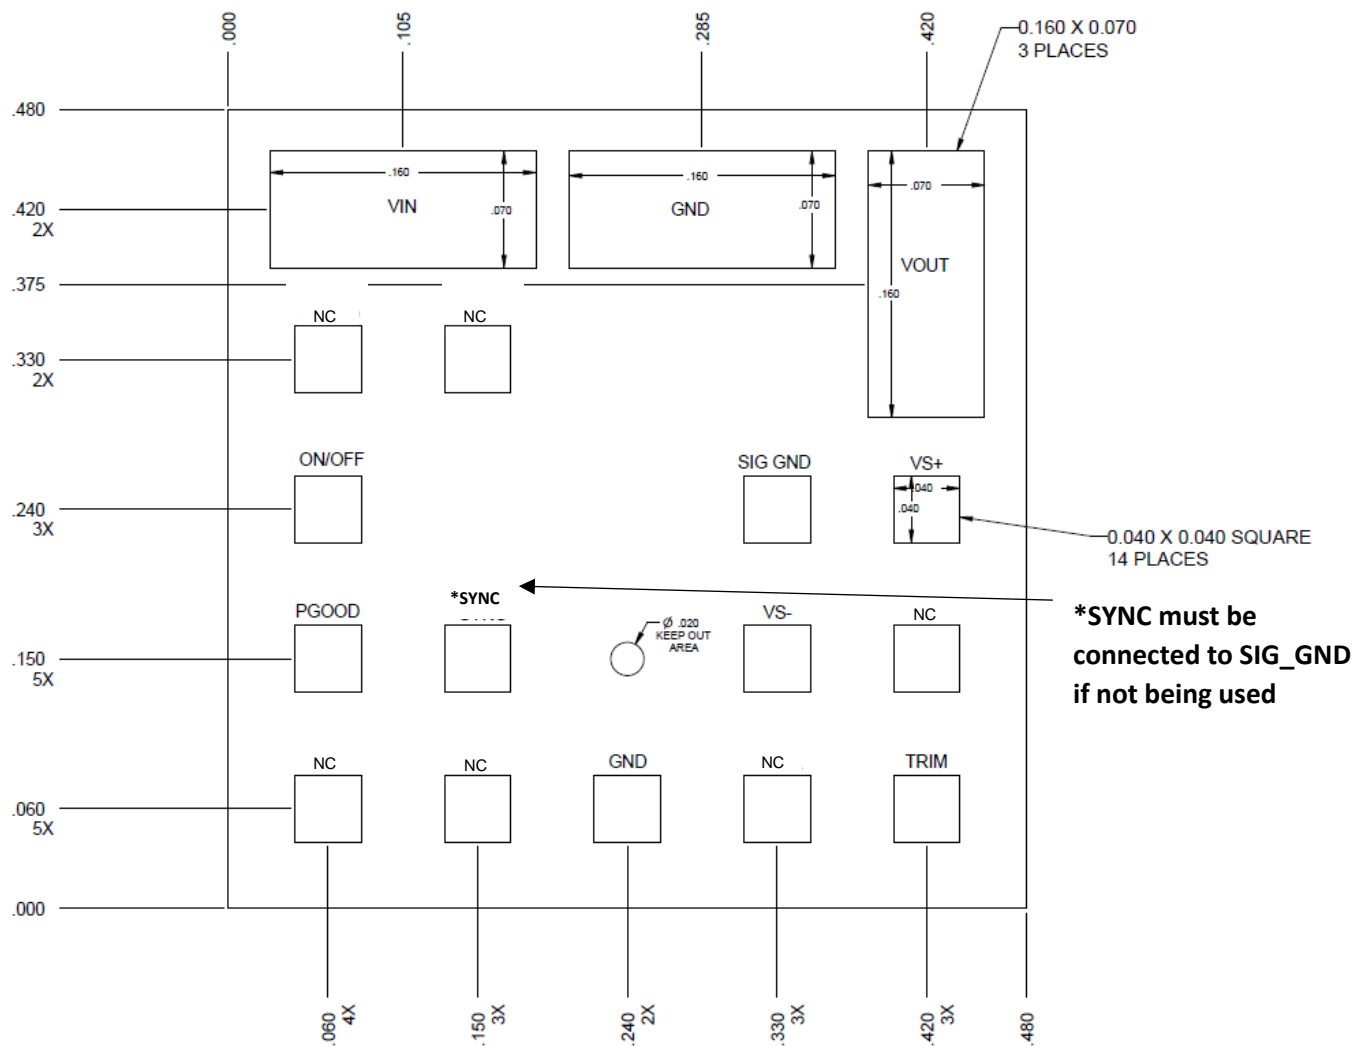 .000
.105
.285
.420
0.160 X 0.070
3 PLACES
.480
.160
.160
.070
.420
2X
VIN
.070
GND
.070
VOUT
.375
.160
NC
NC
.330
2X
ON/OFF
SIG GND
VS+
.040
.040
.240
3X
0.040 X 0.040 SQUARE
14 PLACES
*SYNC
PGOOD
Ø .020
KEEP OUT
AREA
VS-
NC
*SYNC must be
connected to SIG_GND
if not being used
.150
5X
NC
NC
GND
NC
TRIM
.060
5X
.000
.060 4X
.150 3X
.240 2X
.330 3X
.420 3X
.480